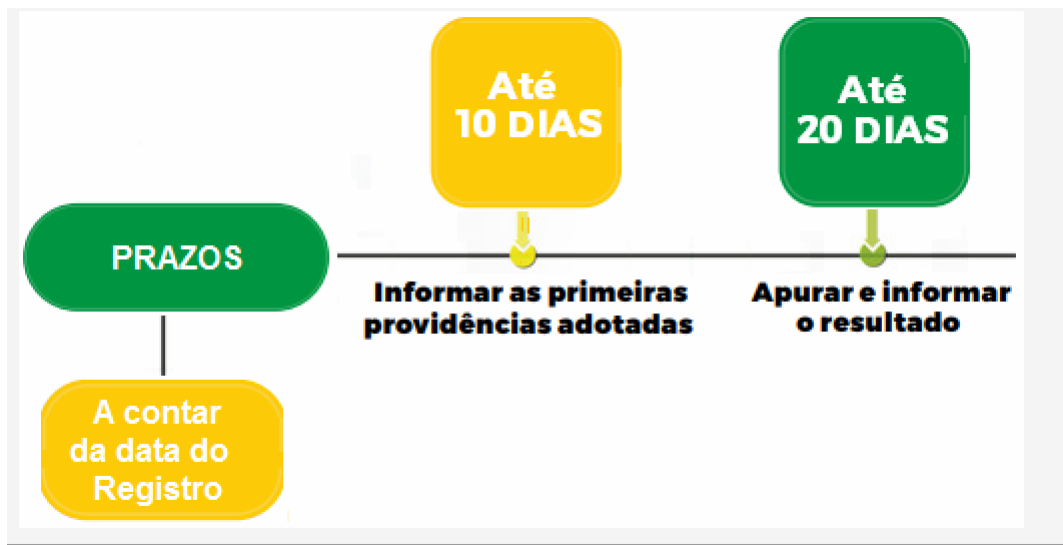 Até
10 DIAS
Até
20 DIAS
PRAZOS
Informar as primeiras
providências adotadas
Apurar e informar
o resultado
A contar
da data do
Registro